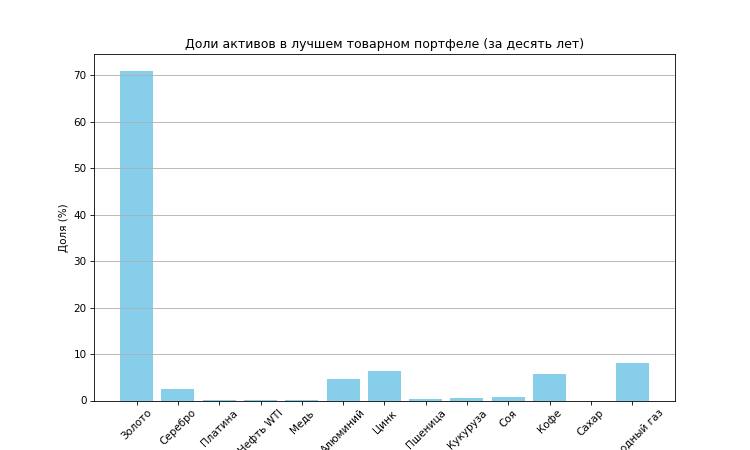 Доли активов в лучшем товарном портфеле (за десять лет)
Доля (%)
70
60
50
40
30
20
10
0
Золото
Серебро
Платина
Нефть WTI
Медь
Алюминий
Цинк
Пшеница
Кукуруза
Соя
Кофе
Сахар
газ